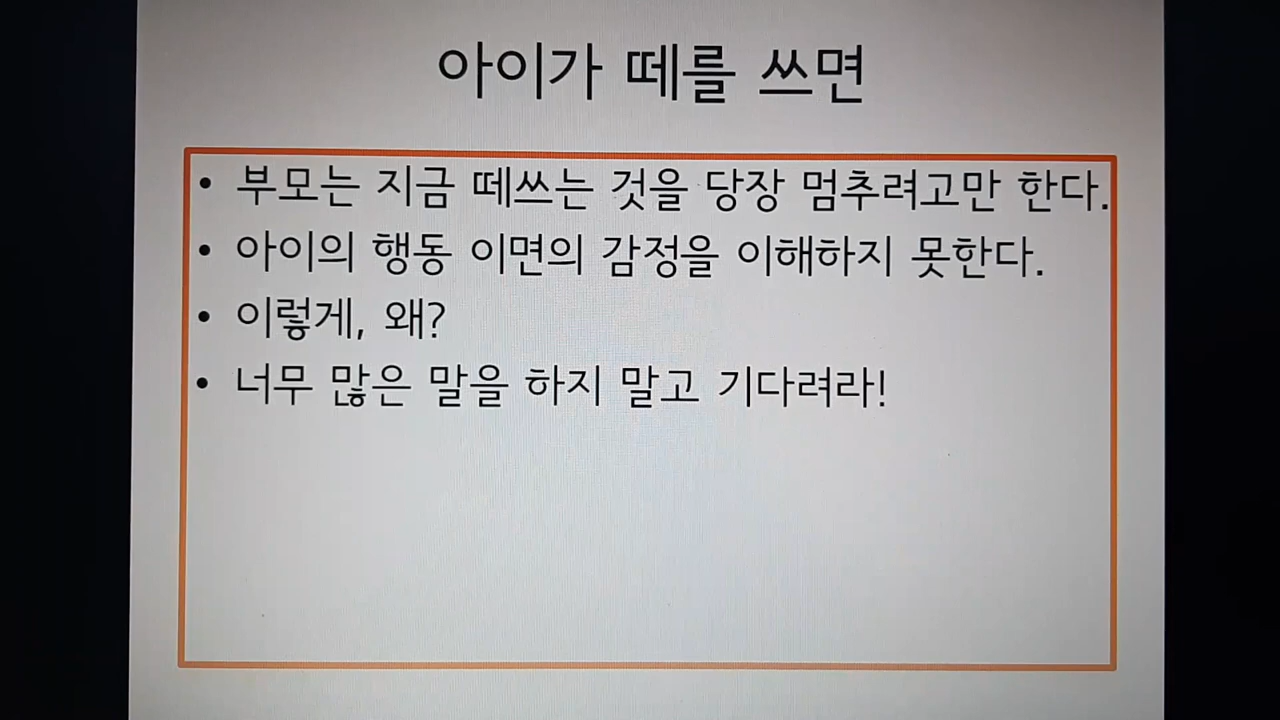 아이가 떼를 쓰면
• 부모는 지금 떼쓰는 것을 당장 멈추려고만 한다.
• 아이의 행동 이면의 감정을 이해하지 못한다.
• 이렇게, 왜?
• 너무 많은 말을 하지 말고 기다려라!